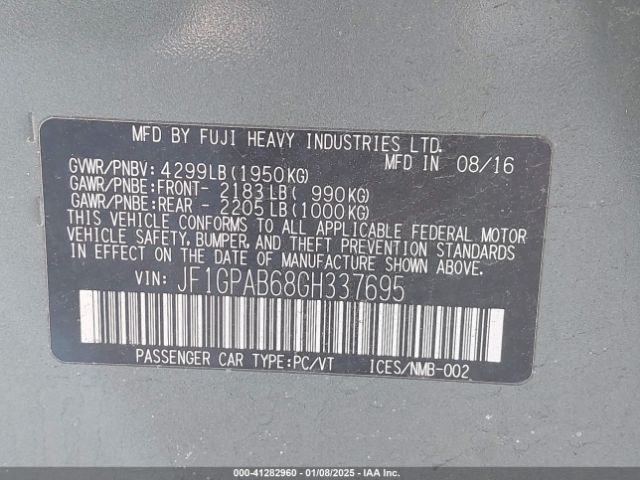 MFD BY FUJI HEAVY INDUSTRIES LTD.
MFD IN 08/16
GVWR/PNBV: 4299LB(1950KG)
GAWR/PNBE:FRONT- 2183LB( 990KG)
GAWR/PNBE:REAR - 2205LB(1000KG)
THIS VEHICLE CONFORMS TO ALL APPLICABLE FEDERAL MOTOR
VEHICLE SAFETY, BUMPER, AND THEFT PREVENTION STANDARDS
IN EFFECT ON THE DATE OF MANUFACTURE SHOWN ABOVE.
VIN: JF1GPAB68GH337695
PASSENGER CAR TYPE:PC/VT ICES/NMB-002
000-41282960 - 01/08/2025 - IAAI.com